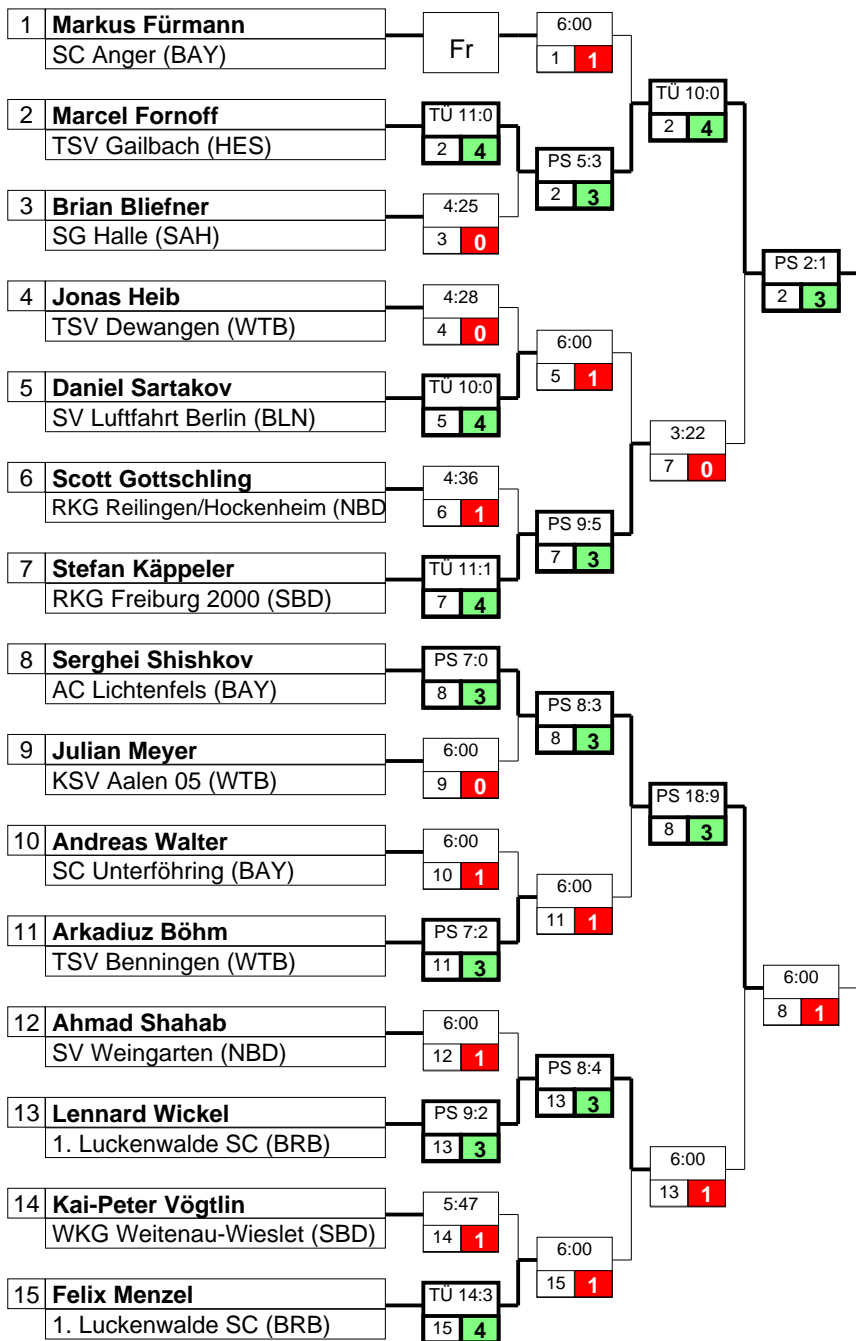 1 Markus Fürmann
SC Anger (BAY)
Fr
6:00
1 1
2 Marcel Fornoff
TSV Gailbach (HES)
TÜ 11:0
2 4
PS 5:3
2 3
TÜ 10:0
2 4
3 Brian Bliefner
SG Halle (SAH)
4:25
3 0
PS 2:1
2 3
4 Jonas Heib
TSV Dewangen (WTB)
4:28
4 0
6:00
5 1
5 Daniel Sartakov
SV Luftfahrt Berlin (BLN)
TÜ 10:0
5 4
3:22
7 0
6 Scott Gottschling
RKG Reilingen/Hockenheim (NBD
4:36
6 1
PS 9:5
7 3
7 Stefan Käppeler
RKG Freiburg 2000 (SBD)
TÜ 11:1
7 4
8 Serghei Shishkov
AC Lichtenfels (BAY)
PS 7:0
8 3
PS 8:3
8 3
9 Julian Meyer
KSV Aalen 05 (WTB)
6:00
9 0
PS 18:9
8 3
10 Andreas Walter
SC Unterföhring (BAY)
6:00
10 1
6:00
11 1
11 Arkadiuz Böhm
TSV Benningen (WTB)
PS 7:2
11 3
6:00
8 1
12 Ahmad Shahab
SV Weingarten (NBD)
6:00
12 1
PS 8:4
13 3
13 Lennard Wickel
1. Luckenwalde SC (BRB)
PS 9:2
13 3
6:00
13 1
14 Kai-Peter Vögtlin
WKG Weitenau-Wieslet (SBD)
5:47
14 1
6:00
15 1
15 Felix Menzel
1. Luckenwalde SC (BRB)
TÜ 14:3
15 4